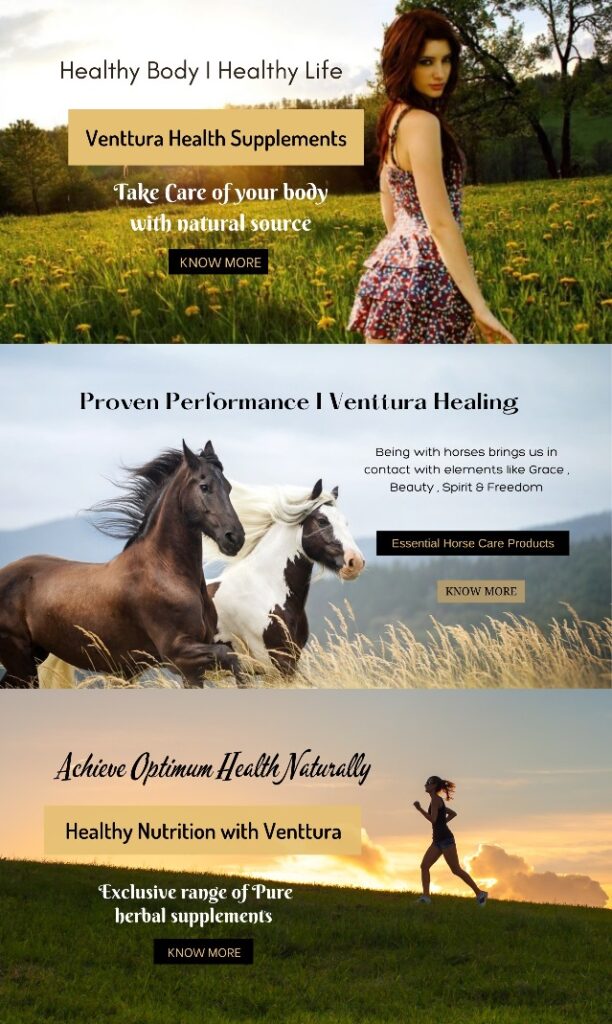 Healthy Body I Healthy Life
Venttura Health Supplements
Take Care of your body
with natural source
KNOW MORE
Proven Performance I Venttura Healing
Being with horses brings us in
contact with elements like Grace ,
Beauty , Spirit & Freedom
Essential Horse Care Products
KNOW MORE
Achieve Optimum Health Naturally
Healthy Nutrition with Venttura
Exclusive range of Pure
herbal supplements
KNOW MORE